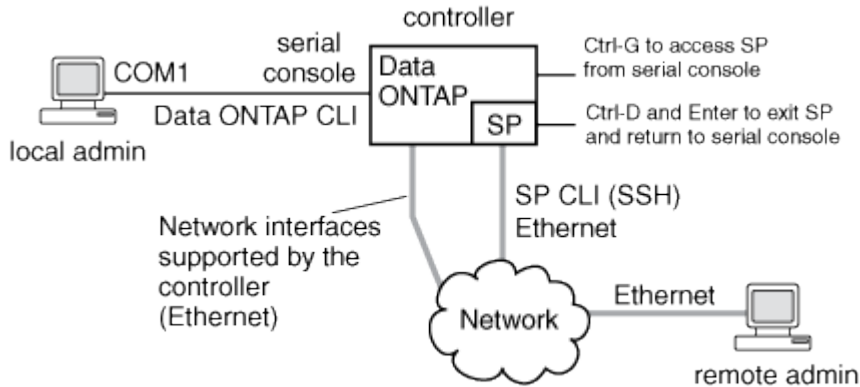 controller
serial
console
COM1
Data ONTAP CLI
local admin
Data
ONTAP
SP
Ctrl-G to access SP
from serial console
Ctrl-D and Enter to exit SP
and return to serial console
Network interfaces
supported by the
controller
(Ethernet)
SP CLI (SSH)
Ethernet
Network
Ethernet
remote admin